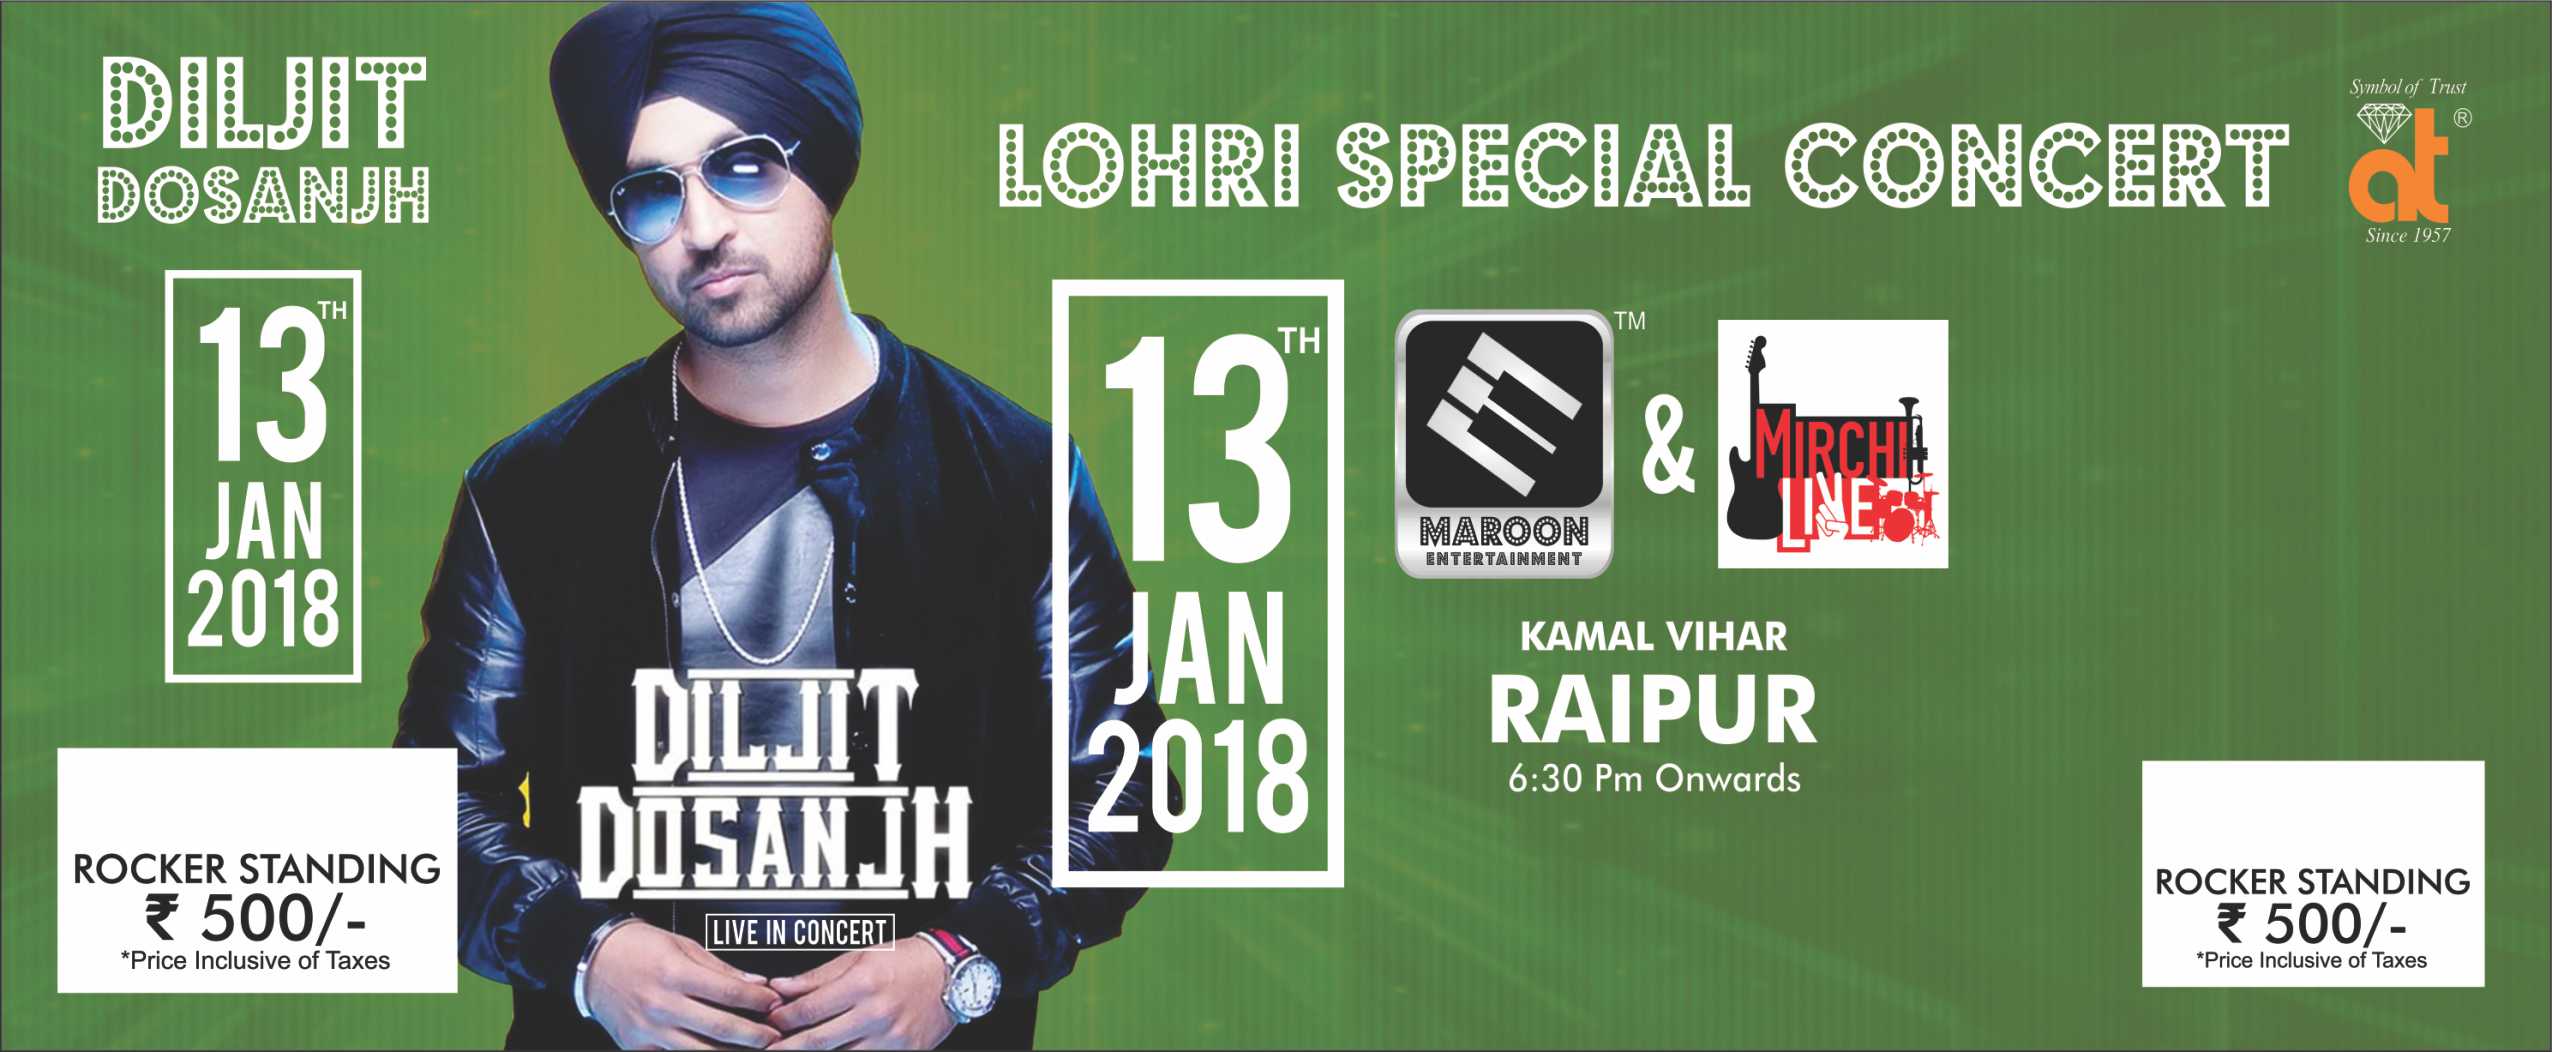 DILJIT
DOSANJH
13TH
JAN
2018
ROCKER STANDING
₹ 500/-
*Price Inclusive of Taxes
DILJIT
DOSANJH
LIVE IN CONCERT
LOHRI SPECIAL CONCERT
Symbol of Trust
at®
Since 1957
13TH
JAN
2018
TM
MAROON
ENTERTAINMENT
&
MIRCHI
LIVE
KAMAL VIHAR
RAIPUR
6:30 Pm Onwards
ROCKER STANDING
₹ 500/-
*Price Inclusive of Taxes